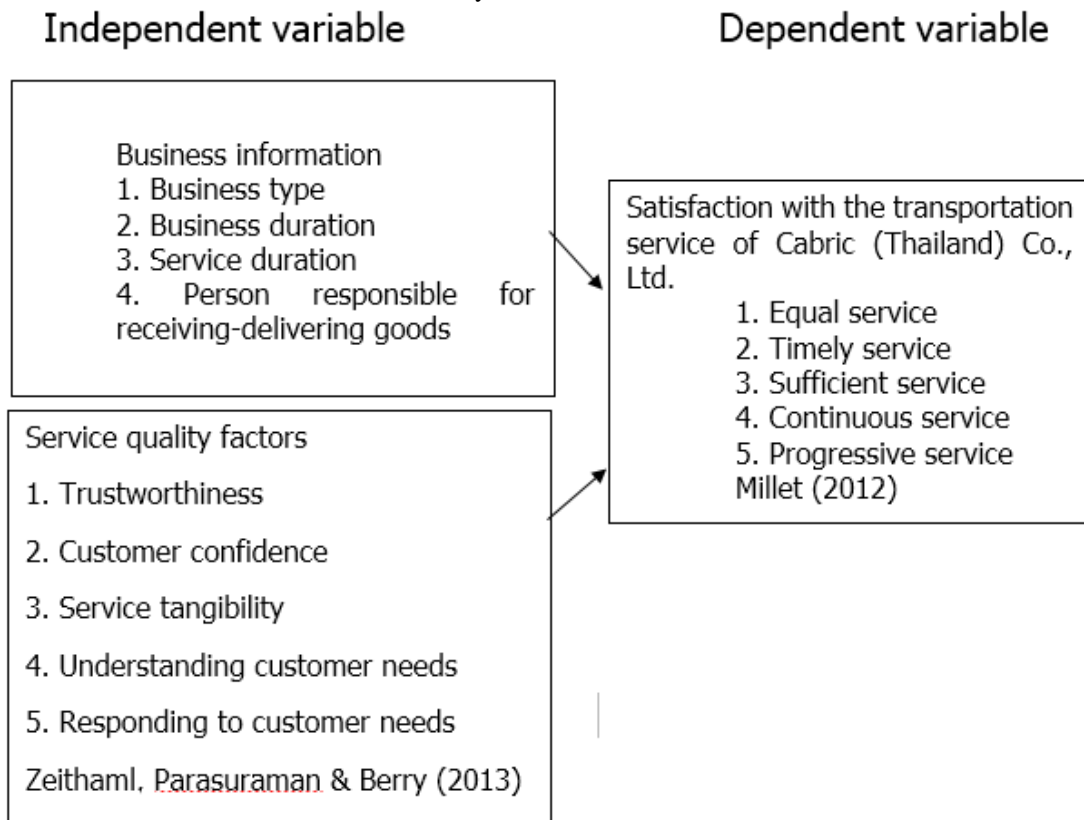 Independent variable
Dependent variable
Business information
1. Business type
2. Business duration
3. Service duration
4. Person responsible for
receiving-delivering goods
Service quality factors
1. Trustworthiness
2. Customer confidence
3. Service tangibility
4. Understanding customer needs
5. Responding to customer needs
Zeithaml, Parasuraman & Berry (2013)
Satisfaction with the transportation
service of Cabric (Thailand) Co.,
Ltd.
1. Equal service
2. Timely service
3. Sufficient service
4. Continuous service
5. Progressive service
Millet (2012)